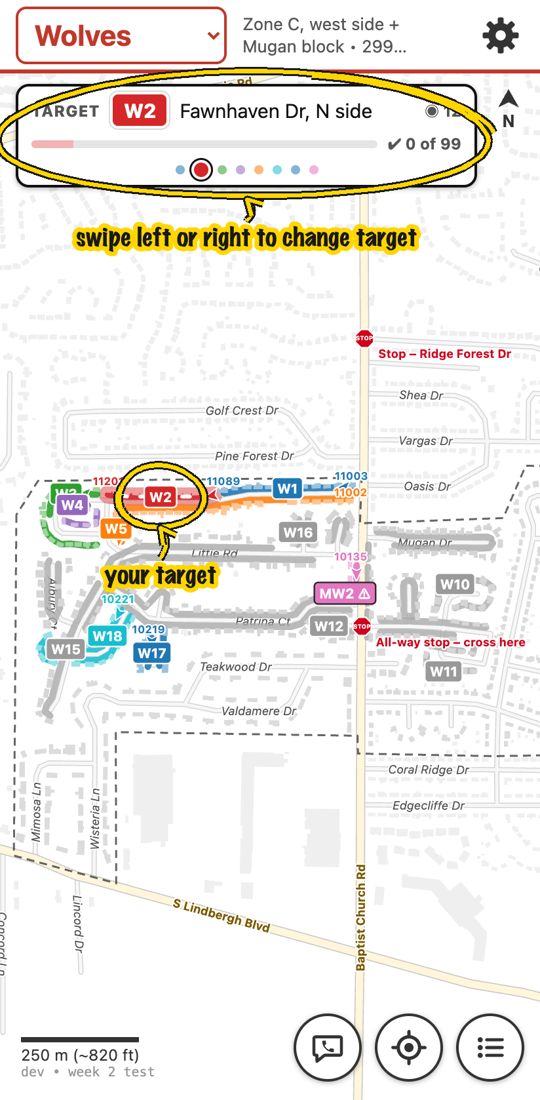 Wolves
Zone C, west side +
Mugan block • 299...
TARGET W2 Fawnhaven Dr, N side
✔ 0 of 99
N
swipe left or right to change target
STOP
Stop – Ridge Forest Dr
Shea Dr
Golf Crest Dr
Vargas Dr
Pine Forest Dr
11089
11003
Oasis Dr
W2
W1
11002
W4
W5
W16
Mugan Dr
Little Rd
10135
your target
Albury Ct
W10
MW2 ⚠
10221
Patrina Ct
W12
STOP
W18
10219
All-way stop – cross here
W15
W17
W11
Teakwood Dr
Valdamere Dr
Coral Ridge Dr
Mimosa Ln
Wisteria Ln
Edgecliffe Dr
Baptist Church Rd
S Lindbergh Blvd
Lincord Dr
250 m (~820 ft)
dev • week 2 test